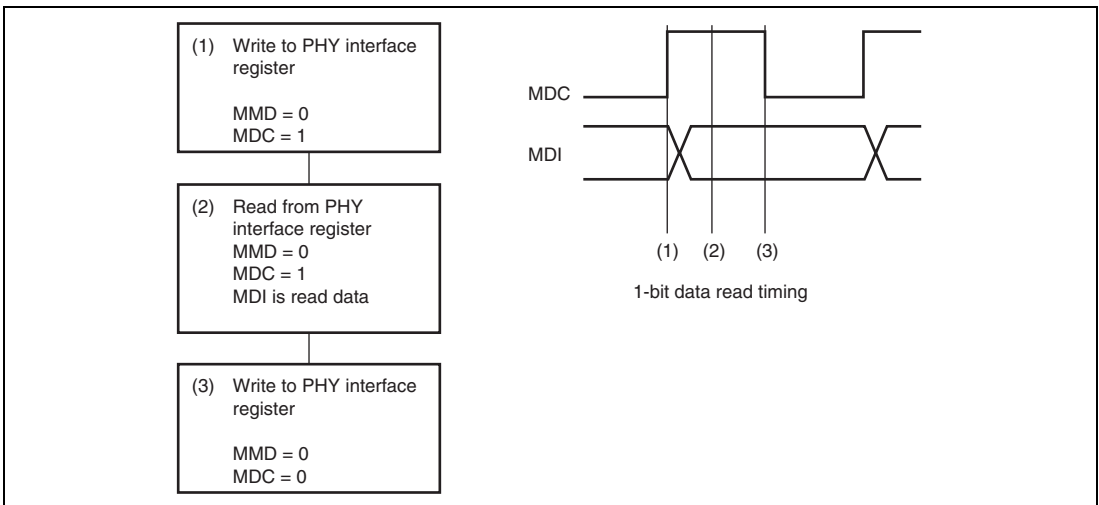 (1) Write to PHY interface
register
MMD = 0
MDC = 1
(2) Read from PHY
interface register
MMD = 0
MDC = 1
MDI is read data
(3) Write to PHY interface
register
MMD = 0
MDC = 0
MDC
MDI
(1) (2) (3)
1-bit data read timing